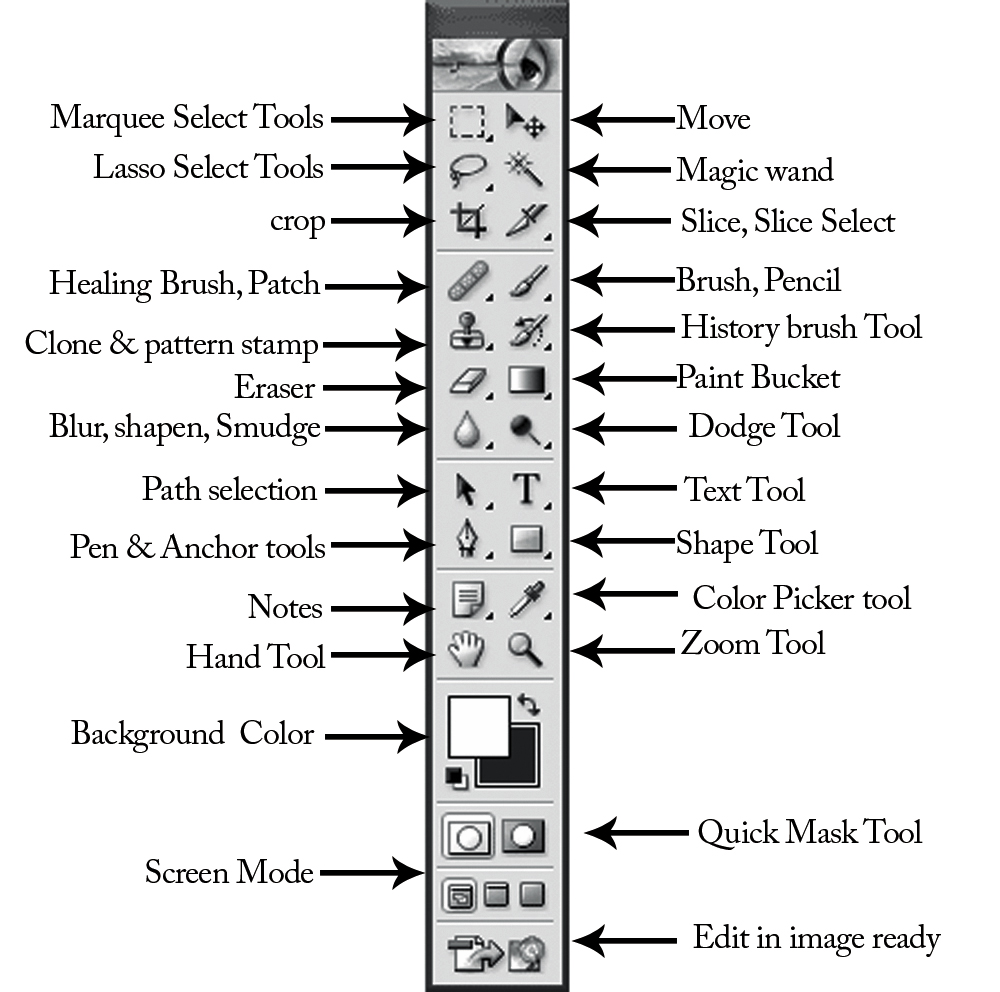 Marquee Select Tools
Move
Lasso Select Tools
Magic wand
crop
Slice, Slice Select
Healing Brush, Patch
Brush, Pencil
Clone & pattern stamp
History brush Tool
Eraser
Paint Bucket
Blur, shapen, Smudge
Dodge Tool
Path selection
T
Text Tool
Pen & Anchor tools
Shape Tool
Notes
Color Picker tool
Hand Tool
Zoom Tool
Background Color
Quick Mask Tool
Screen Mode
Edit in image ready